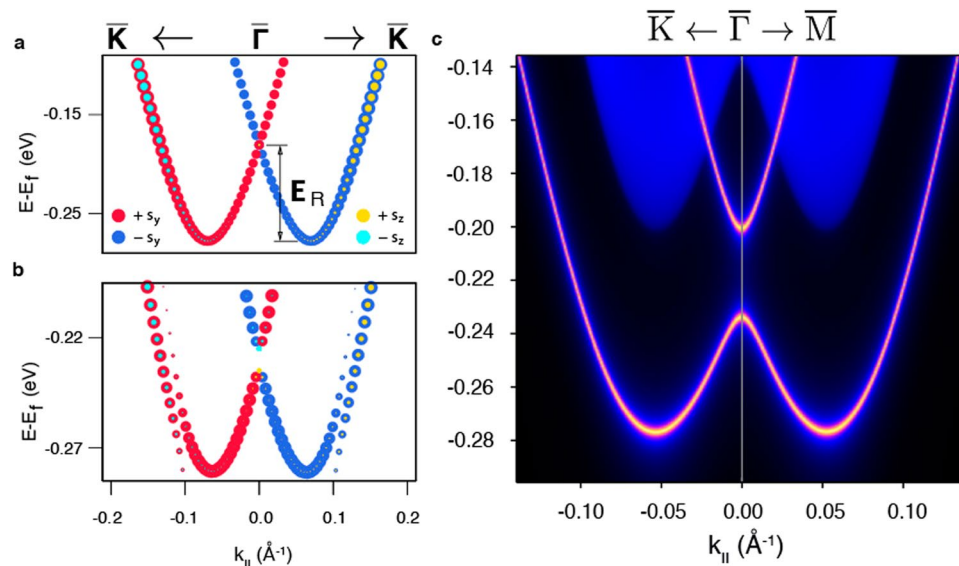 a
K̅ ← Γ̅ → K̅
-0.15
-0.25
E-E_f (eV)
E_R
+ s_y
− s_y
+ s_z
− s_z
b
-0.22
-0.27
E-E_f (eV)
-0.2 -0.1 0.0 0.1 0.2
k_|| (Å⁻¹)
c
K̅ ← Γ̅ → M̅
-0.14
-0.16
-0.18
-0.20
-0.22
-0.24
-0.26
-0.28
-0.10 -0.05 0.00 0.05 0.10
k_|| (Å⁻¹)